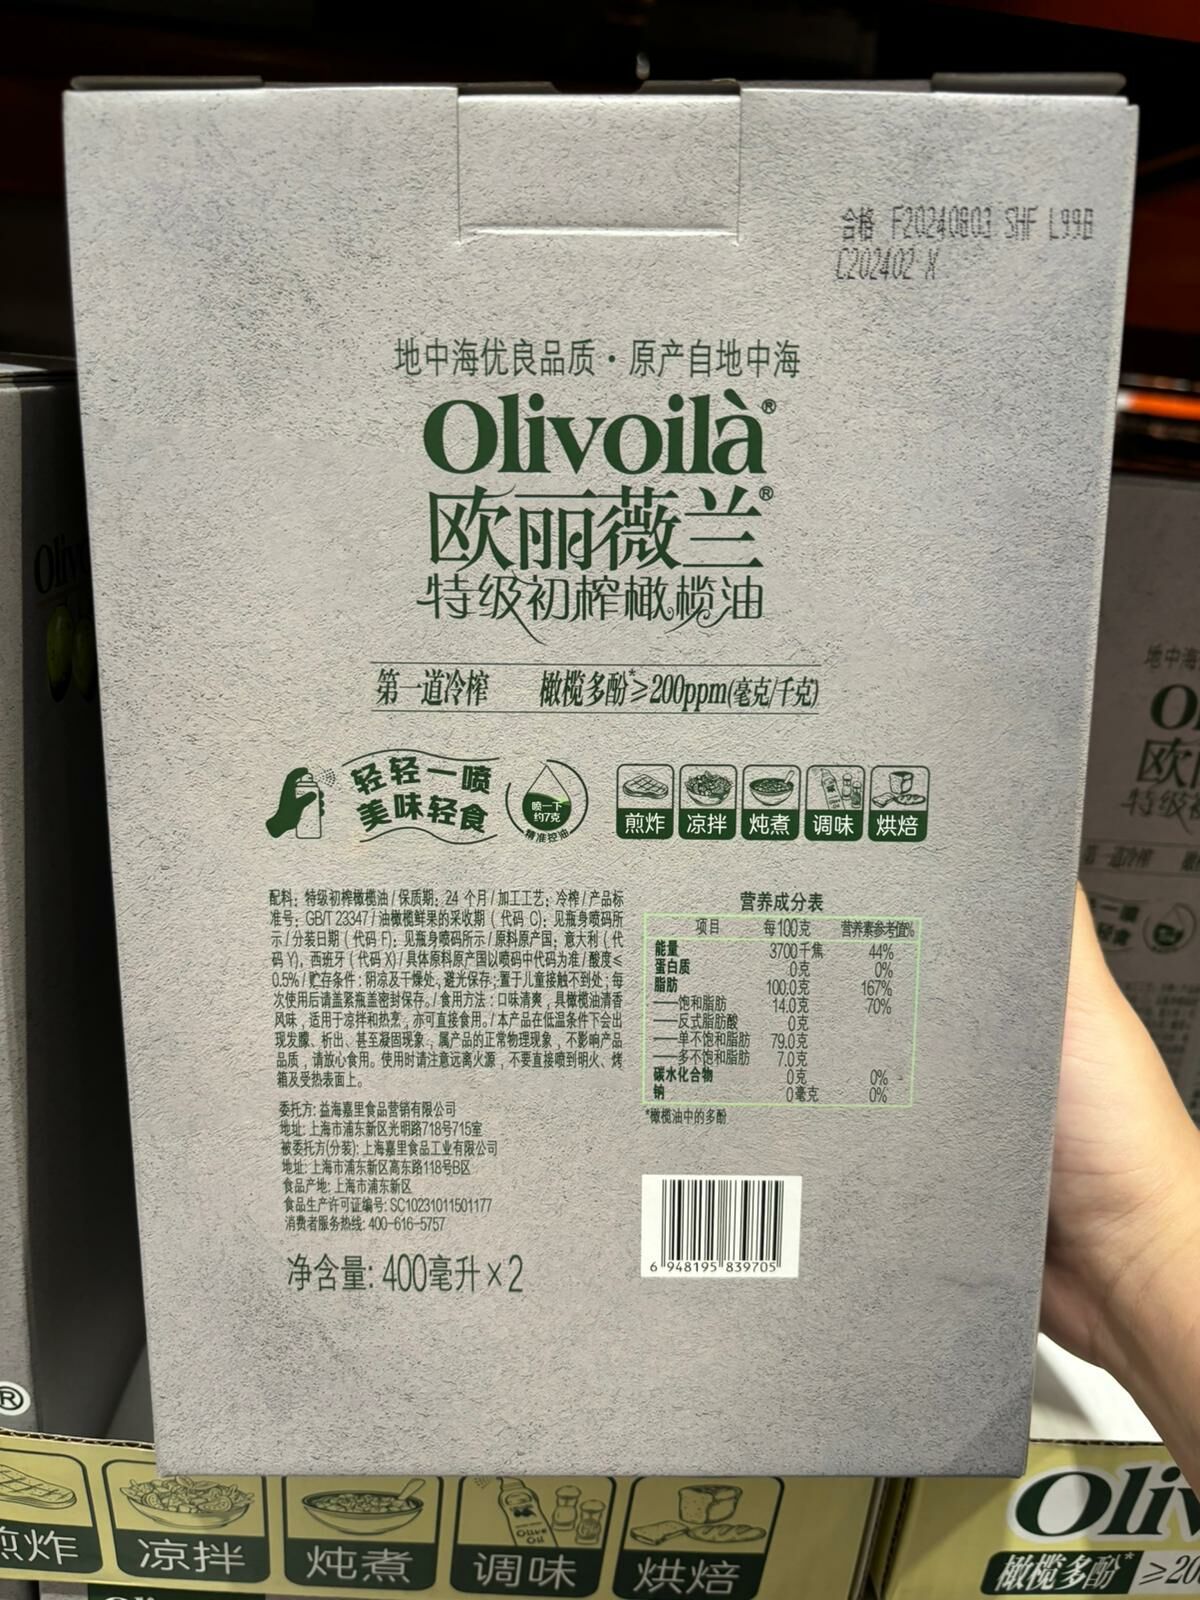 合格 F20240803 SHF L99B
C202402 X
地中海优良品质·原产自地中海
Olivoilà®
欧丽薇兰®
特级初榨橄榄油
第一道冷榨 橄榄多酚*≥200ppm(毫克/千克)
轻轻一喷
美味轻食
喷一下
约7克
精准控油
煎炸 凉拌 炖煮 调味 烘焙
配料：特级初榨橄榄油/保质期：24 个月/加工工艺：冷榨/产品标
准号：GB/T 23347/油橄榄鲜果的采收期（代码 C）：见瓶身喷码所
示/分装日期（代码 F）：见瓶身喷码所示/原料原产国：意大利（代
码 Y），西班牙（代码 X）/具体原料原产国以喷码中代码为准/酸度≤
0.5%/贮存条件：阴凉及干燥处，避光保存；置于儿童接触不到处；每
次使用后请盖紧瓶盖密封保存。/食用方法：口味清爽，具橄榄油清香
风味，适用于凉拌和热烹，亦可直接食用。/本产品在低温条件下会出
现发朦、析出、甚至凝固现象，属产品的正常物理现象，不影响产品
品质，请放心食用。使用时请注意远离火源，不要直接喷到明火、烤
箱及受热表面上。
委托方：益海嘉里食品营销有限公司
地址：上海市浦东新区光明路718号715室
被委托方(分装)：上海嘉里食品工业有限公司
地址：上海市浦东新区高东路118号B区
食品产地：上海市浦东新区
食品生产许可证编号：SC10231011501177
消费者服务热线：400-616-5757
净含量：400毫升×2
营养成分表
项目 每100克 营养素参考值%
能量 3700千焦 44%
蛋白质 0克 0%
脂肪 100.0克 167%
——饱和脂肪 14.0克 70%
——反式脂肪酸 0克
——单不饱和脂肪 79.0克
——多不饱和脂肪 7.0克
碳水化合物 0克 0%
钠 0毫克 0%
*橄榄油中的多酚
6 948195 839705
煎炸 凉拌 炖煮 调味 烘焙
Olive
Oil
Oliv
橄榄多酚* ≥20
地中海
Ol
欧
特级
第一道冷榨
Oliv
®